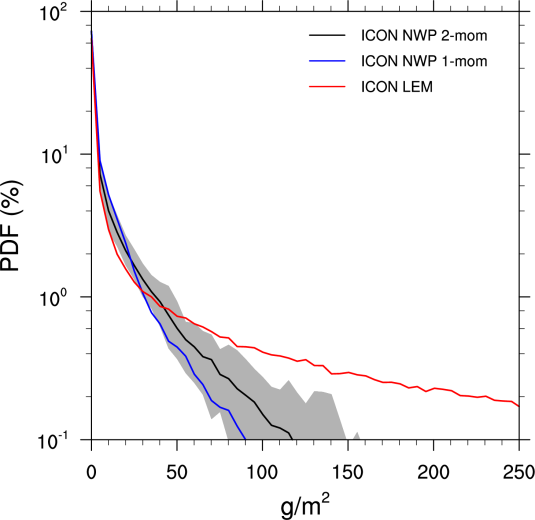 10²
ICON NWP 2-mom
ICON NWP 1-mom
ICON LEM
10¹
PDF (%)
10⁰
10⁻¹
0 50 100 150 200 250
g/m²